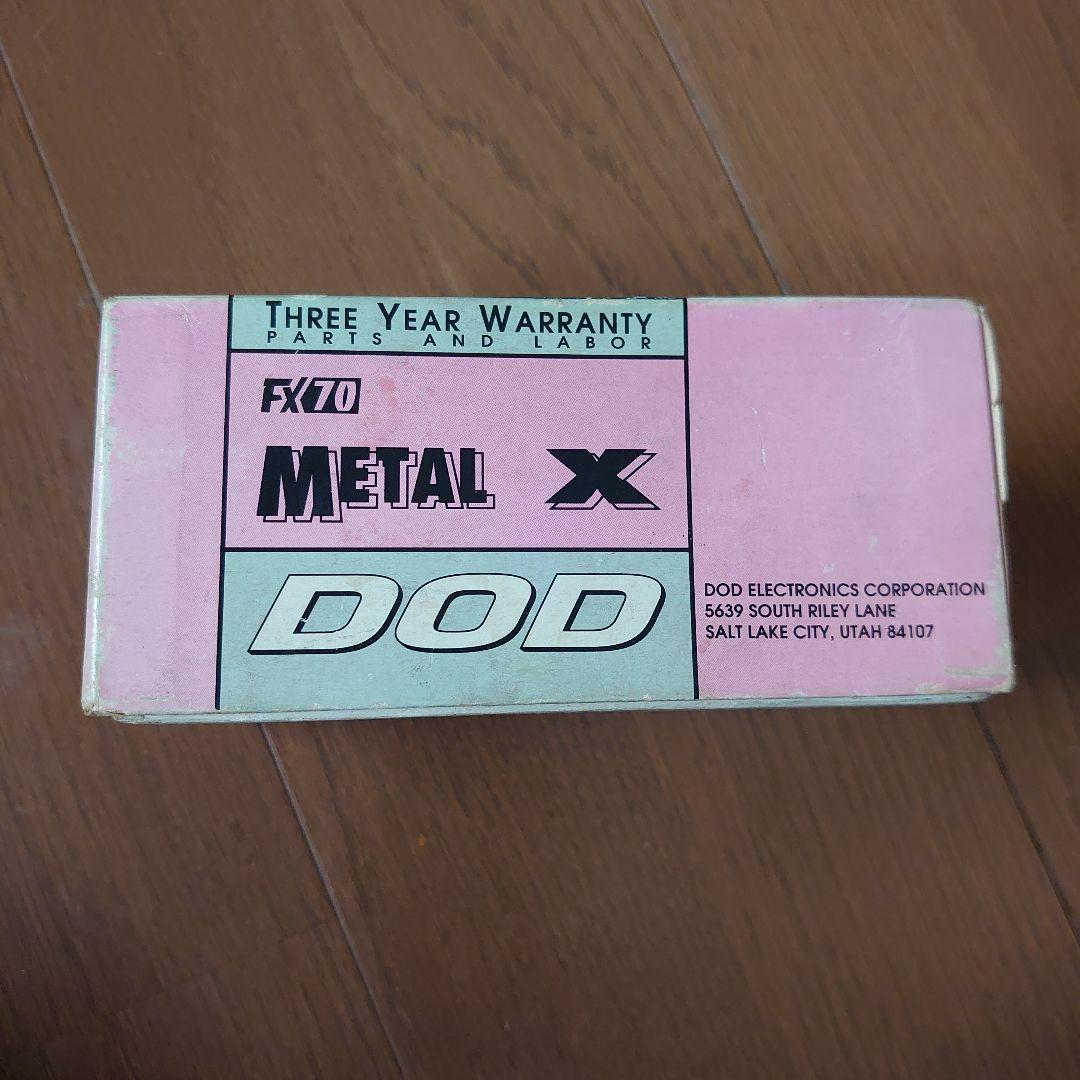 THREE YEAR WARRANTY
PARTS AND LABOR
FX70
METAL X
DOD
DOD ELECTRONICS CORPORATION
5639 SOUTH RILEY LANE
SALT LAKE CITY, UTAH 84107